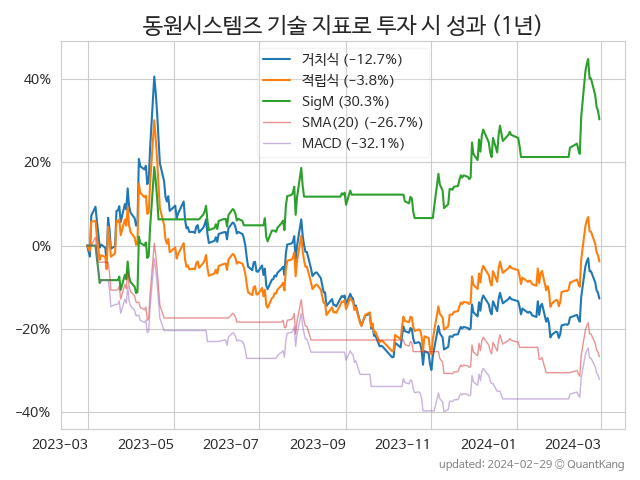 동원시스템즈 기술 지표로 투자 시 성과 (1년)
거치식 (−12.7%)
적립식 (−3.8%)
SigM (30.3%)
SMA(20) (−26.7%)
MACD (−32.1%)
40%
20%
0%
−20%
−40%
2023−03 2023−05 2023−07 2023−09 2023−11 2024−01 2024−03
updated: 2024−02−29 © QuantKang